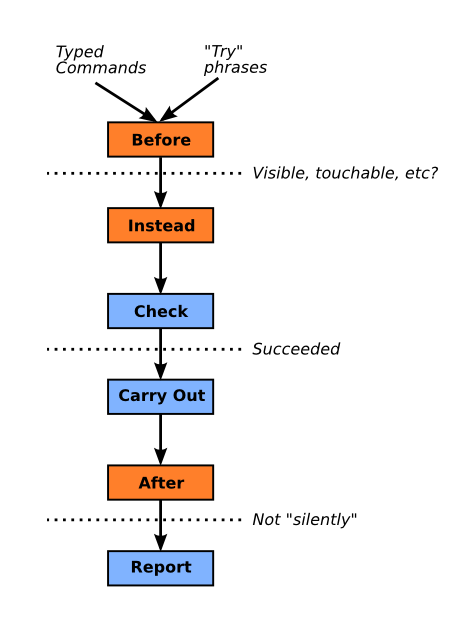 Typed
Commands
"Try"
phrases
Before
Visible, touchable, etc?
Instead
Check
Succeeded
Carry Out
After
Not "silently"
Report